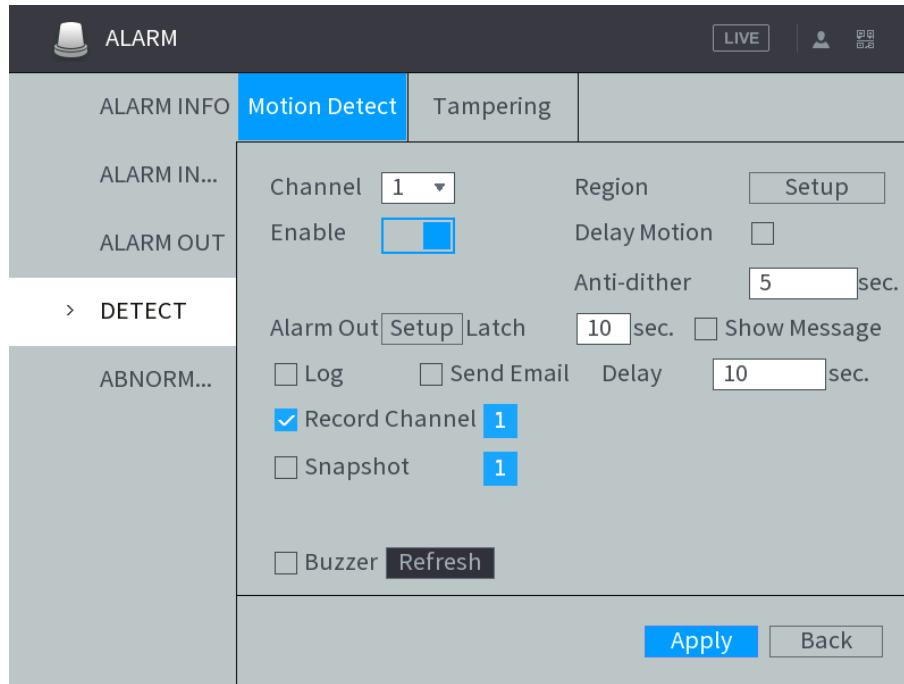 ALARM LIVE
ALARM INFO
ALARM IN...
ALARM OUT
> DETECT
ABNORM...
Motion Detect Tampering
Channel 1 Region Setup
Enable Delay Motion
Anti-dither 5 sec.
Alarm Out Setup Latch 10 sec. Show Message
Log Send Email Delay 10 sec.
Record Channel 1
Snapshot 1
Buzzer Refresh
Apply Back